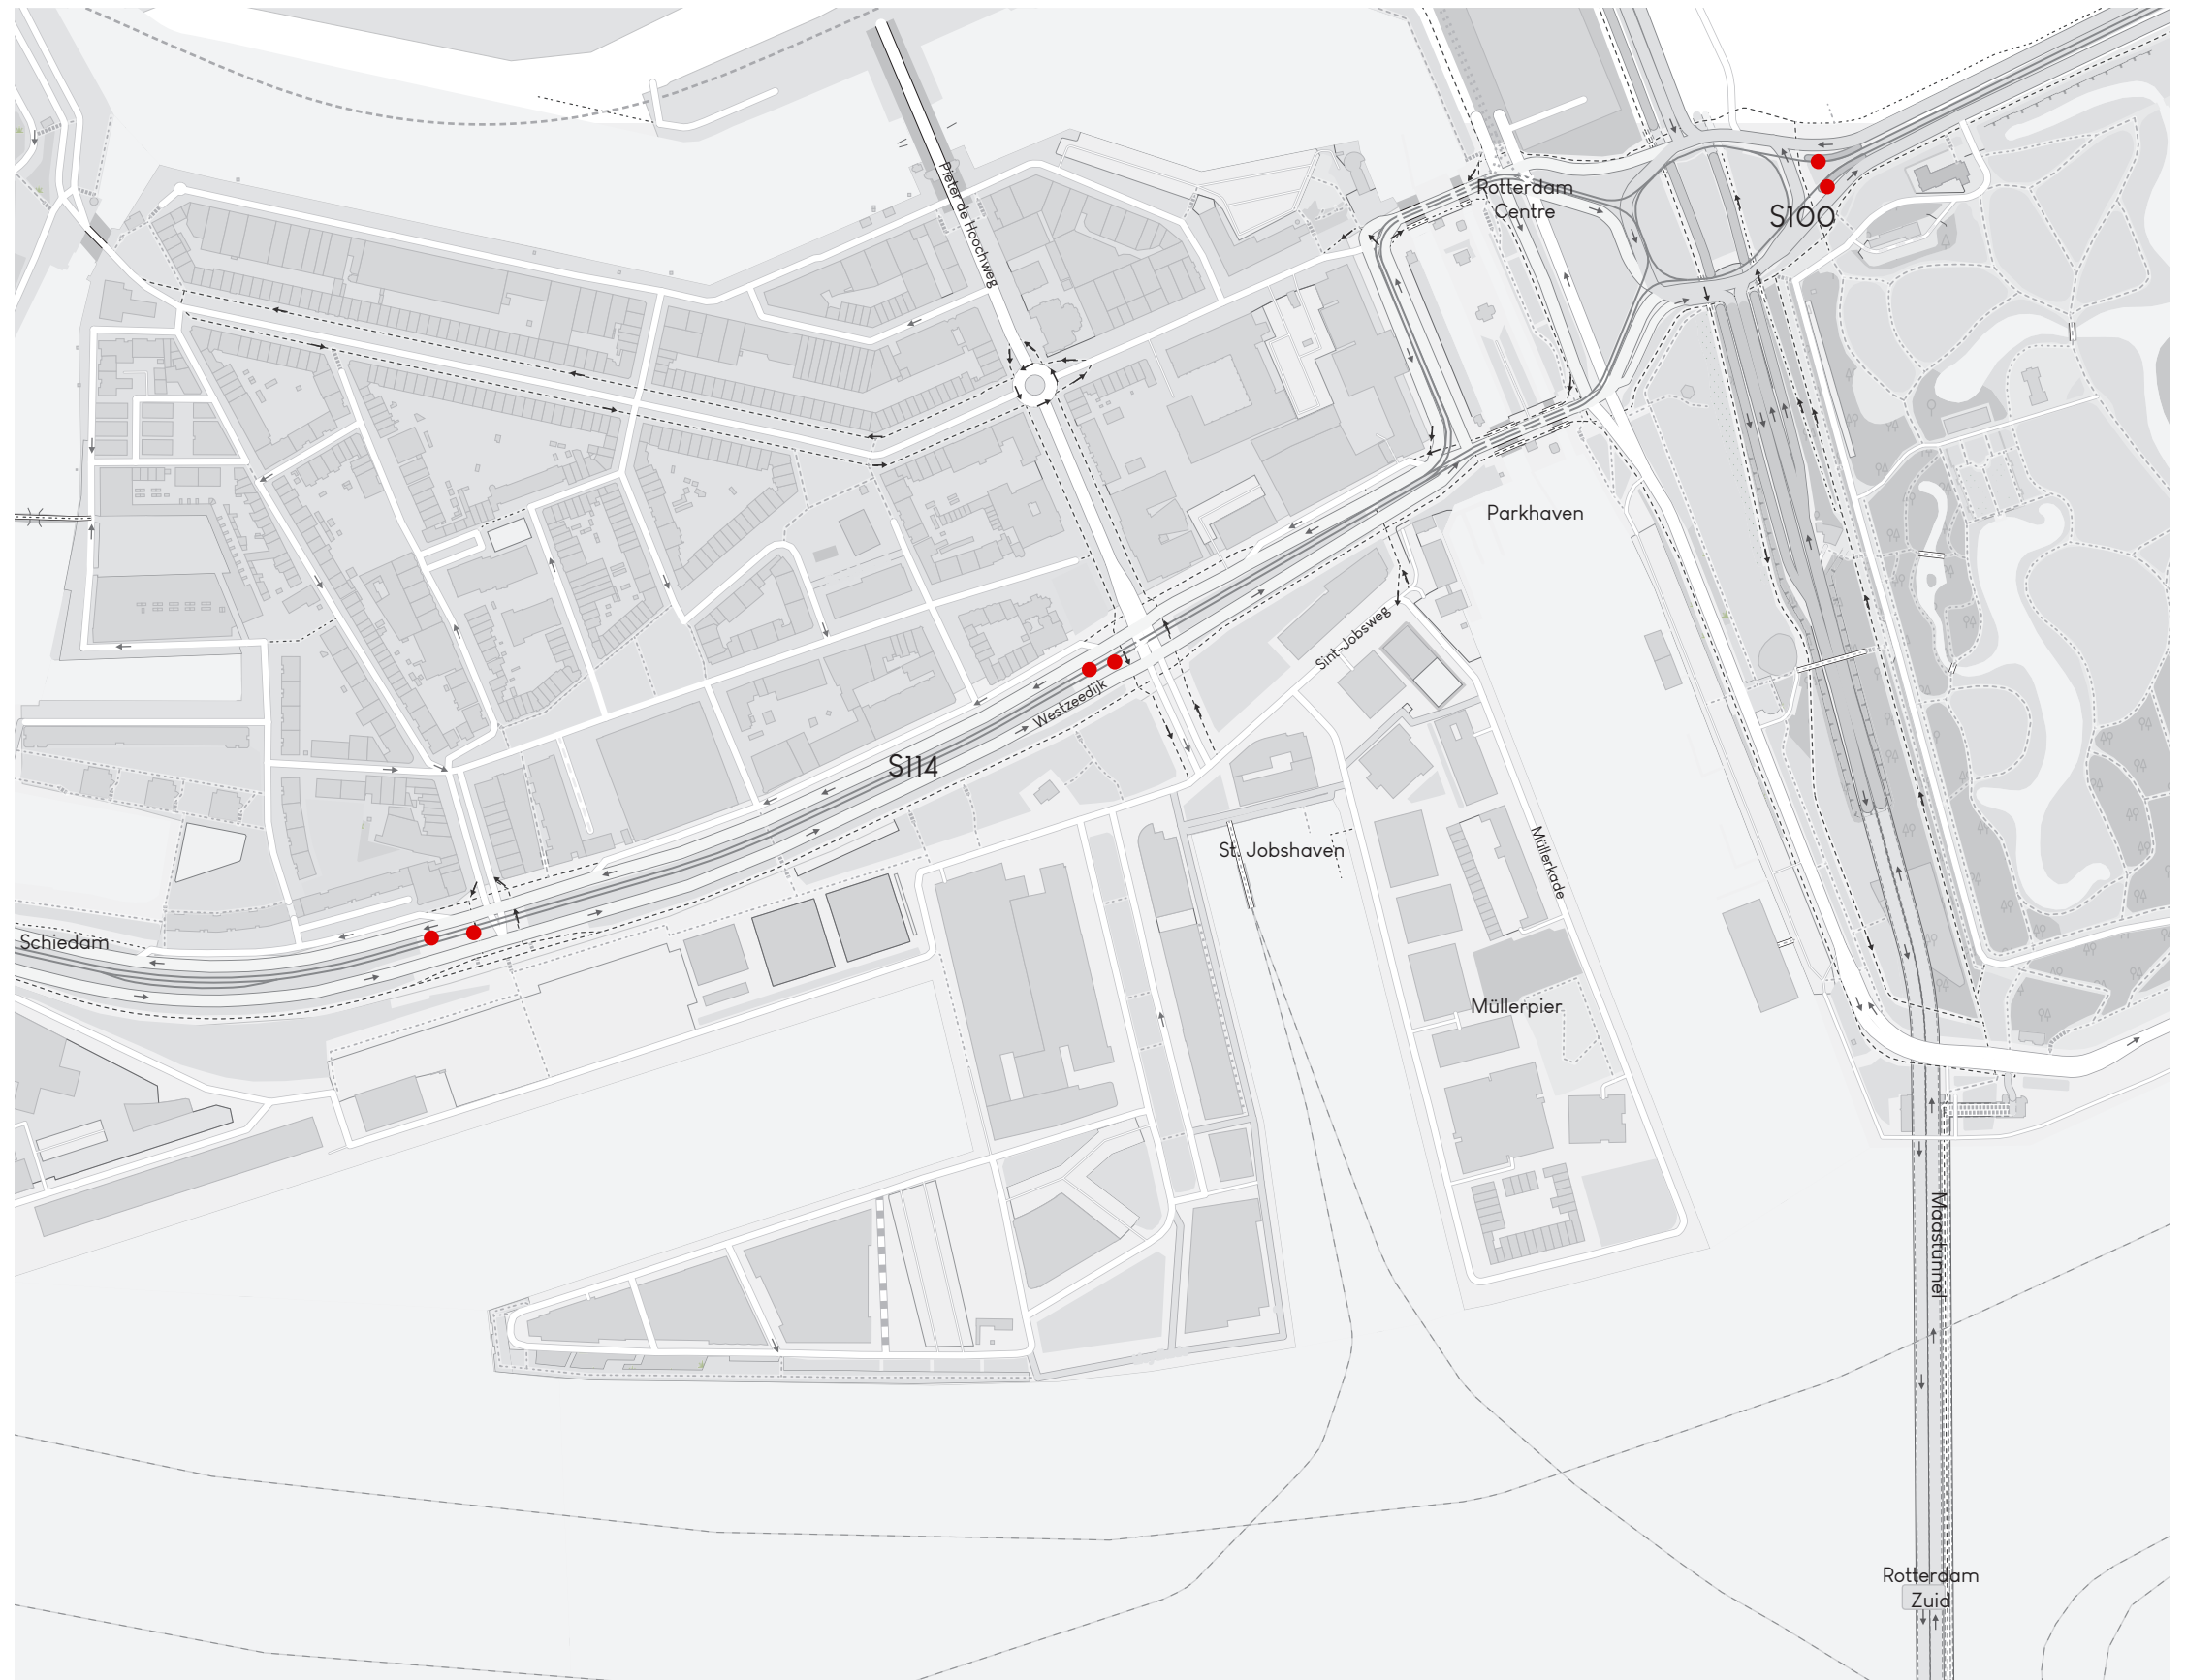 Pieter de Hoochweg
Rotterdam
Centre
S100
Parkhaven
Sint-Jobsweg
Westzeedijk
S114
St. Jobshaven
Müllerkade
Schiedam
Müllerpier
Maastunnel
Rotterdam
Zuid